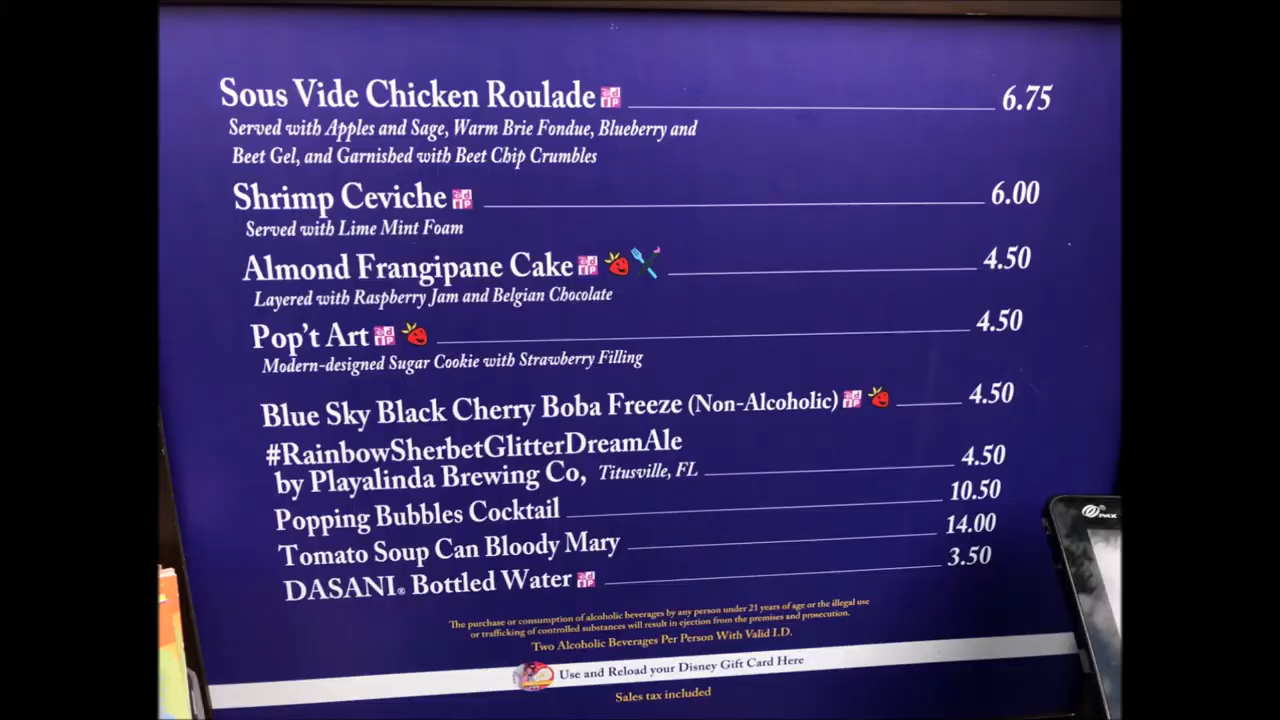 Sous Vide Chicken Roulade 6.75
Served with Apples and Sage, Warm Brie Fondue, Blueberry and
Beet Gel, and Garnished with Beet Chip Crumbles
Shrimp Ceviche 6.00
Served with Lime Mint Foam
Almond Frangipane Cake 4.50
Layered with Raspberry Jam and Belgian Chocolate
Pop't Art 4.50
Modern-designed Sugar Cookie with Strawberry Filling
Blue Sky Black Cherry Boba Freeze (Non-Alcoholic) 4.50
#RainbowSherbetGlitterDreamAle
by Playalinda Brewing Co, Titusville, FL 4.50
Popping Bubbles Cocktail 10.50
Tomato Soup Can Bloody Mary 14.00
DASANI® Bottled Water 3.50
The purchase or consumption of alcoholic beverages by any person under 21 years of age or the illegal use
or trafficking of controlled substances will result in ejection from the premises and prosecution.
Two Alcoholic Beverages Per Person With Valid I.D.
Use and Reload your Disney Gift Card Here
Sales tax included
PAX